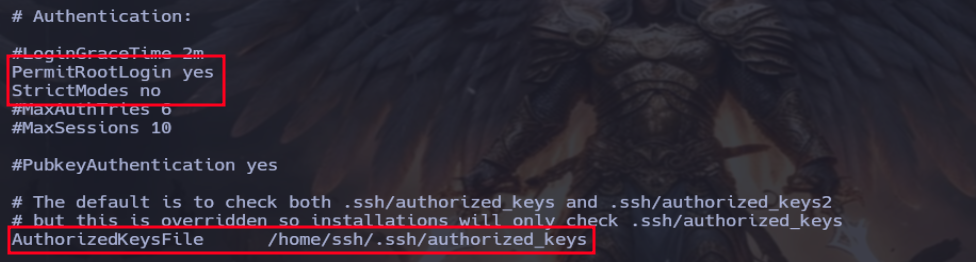 # Authentication:
#LoginGraceTime 2m
PermitRootLogin yes
StrictModes no
#MaxAuthTries 6
#MaxSessions 10
#PubkeyAuthentication yes
# The default is to check both .ssh/authorized_keys and .ssh/authorized_keys2
# but this is overridden so installations will only check .ssh/authorized_keys
AuthorizedKeysFile      /home/ssh/.ssh/authorized_keys